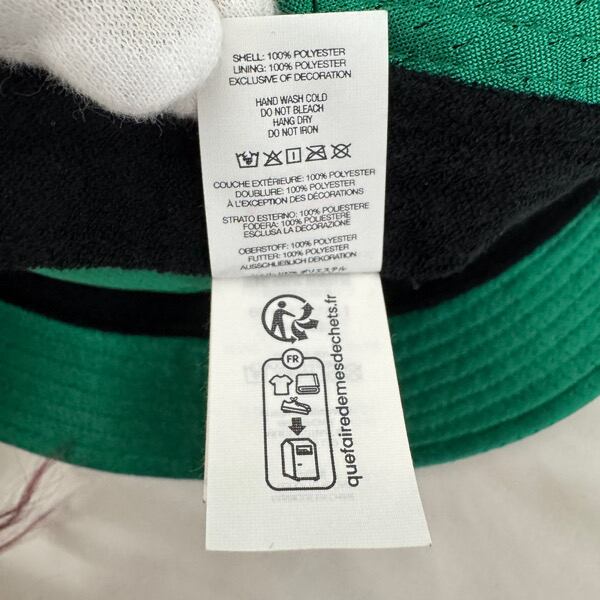 SHELL: 100% POLYESTER
LINING: 100% POLYESTER
EXCLUSIVE OF DECORATION
HAND WASH COLD
DO NOT BLEACH
HANG DRY
DO NOT IRON
COUCHE EXTÉRIEURE: 100% POLYESTER
DOUBLURE: 100% POLYESTER
À L'EXCEPTION DES DÉCORATIONS
STRATO ESTERNO: 100% POLIESTERE
FODERA: 100% POLIESTERE
ESCLUSA LA DECORAZIONE
OBERSTOFF: 100% POLYESTER
FUTTER: 100% POLYESTER
AUSSCHLIEßLICH DEKORATION
FR
quefairedemesdechets.fr